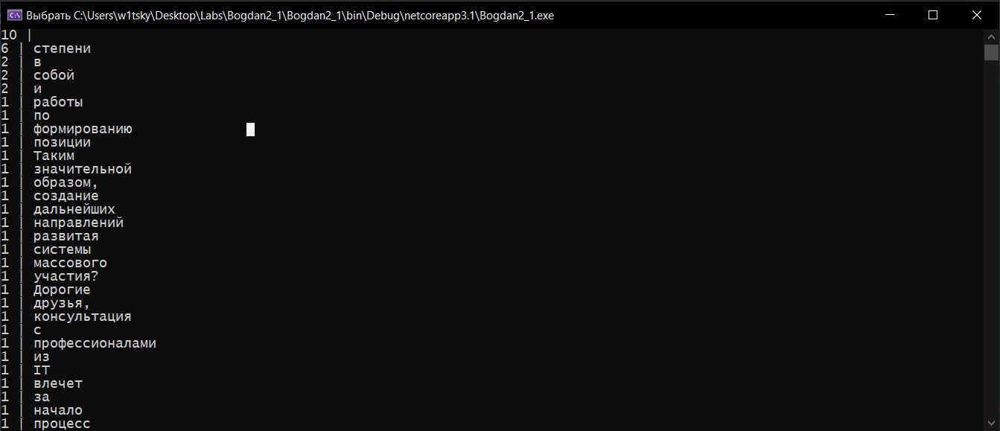 Выбрать C:\Users\w1tsky\Desktop\Labs\Bogdan2_1\Bogdan2_1\bin\Debug\netcoreapp3.1\Bogdan2_1.exe
10 |
6 | степени
2 | в
2 | собой
2 | и
1 | работы
1 | по
1 | формированию
1 | позиции
1 | Таким
1 | значительной
1 | образом,
1 | создание
1 | дальнейших
1 | направлений
1 | развитая
1 | системы
1 | массового
1 | участия?
1 | Дорогие
1 | друзья,
1 | консультация
1 | с
1 | профессионалами
1 | из
1 | IT
1 | влечет
1 | за
1 | начало
1 | процесс